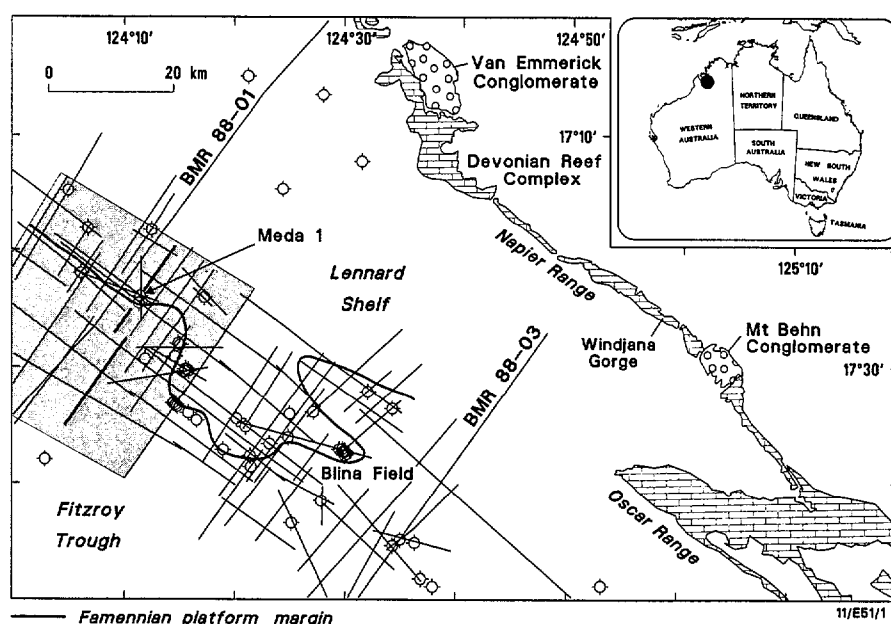 124°10'
124°30'
124°50'
0
20 km
BMR 88-01
Van Emmerick
Conglomerate
17°10'
Devonian Reef
Complex
NORTHERN
TERRITORY
QUEENSLAND
WESTERN
AUSTRALIA
SOUTH
AUSTRALIA
NEW SOUTH
WALES
VICTORIA
TASMANIA
Meda 1
Lennard
Shelf
Napier Range
125°10'
Windjana
Gorge
Mt Behn
Conglomerate
17°30'
BMR 88-03
Blina Field
Fitzroy
Trough
Oscar Range
Famennian platform margin
11/E51/1